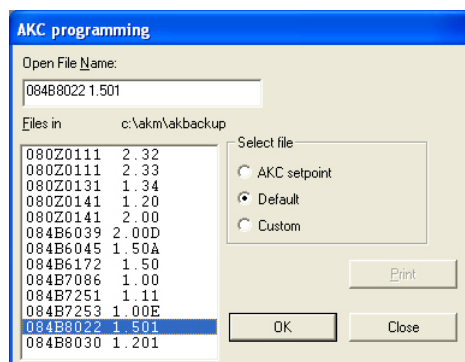 AKC programming
Open File Name:
084B8022 1.501
Files in c:\akm\akbackup
080Z0111 2.32
080Z0111 2.33
080Z0131 1.34
080Z0141 1.20
080Z0141 2.00
084B6039 2.00D
084B6045 1.50A
084B6172 1.50
084B7086 1.00
084B7251 1.11
084B7253 1.00E
084B8022 1.501
084B8030 1.201
Select file
AKC setpoint
Default
Custom
Print
OK
Close